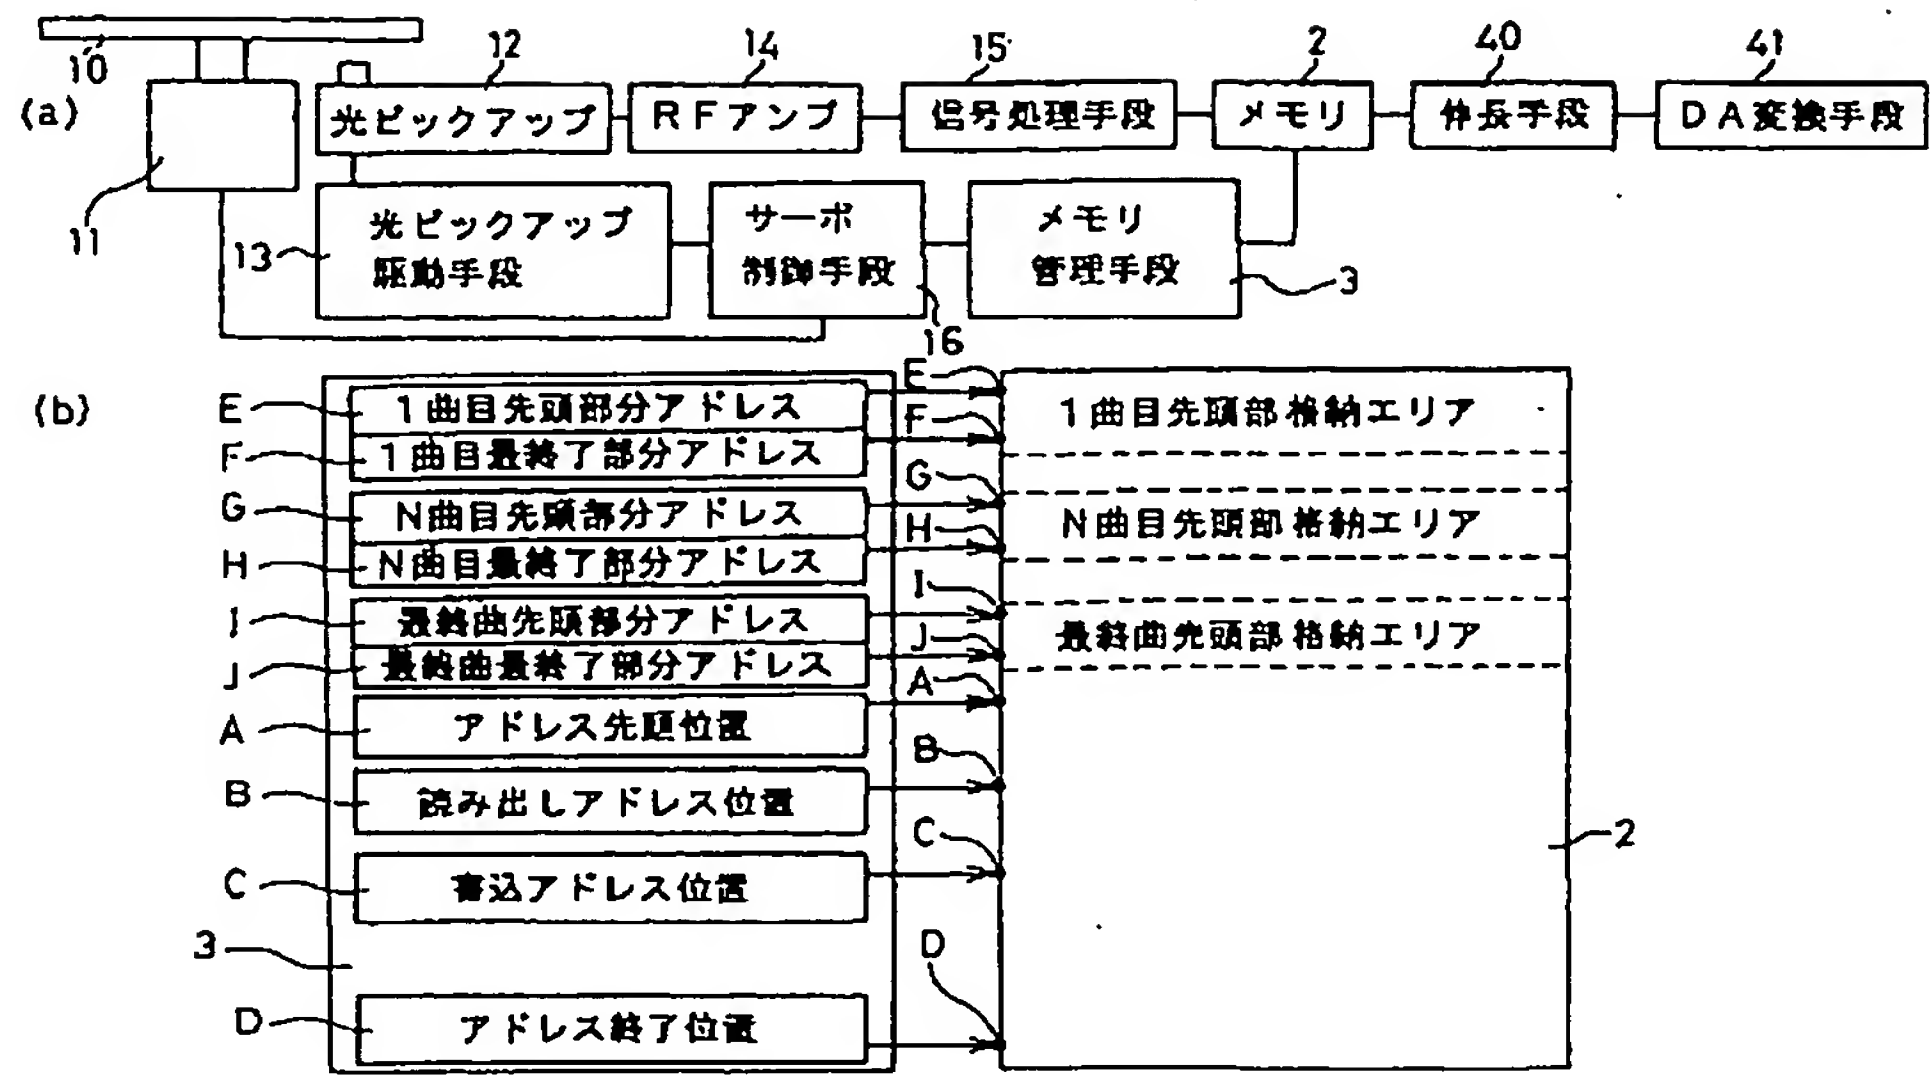 10
12
14
15
2
40
41
(a)
光ピックアップ
RFアンプ
信号処理手段
メモリ
伸長手段
DA変換手段
11
13
光ピックアップ
駆動手段
サーボ
制御手段
メモリ
管理手段
3
16
(b)
E
1曲目先頭部分アドレス
E
1曲目先頭部格納エリア
F
1曲目最終了部分アドレス
F
G
N曲目先頭部分アドレス
G
N曲目先頭部格納エリア
H
N曲目最終了部分アドレス
H
I
最終曲先頭部分アドレス
I
最終曲先頭部格納エリア
J
最終曲最終了部分アドレス
J
A
アドレス先頭位置
A
B
読み出しアドレス位置
B
C
書込アドレス位置
C
2
3
D
アドレス終了位置
D